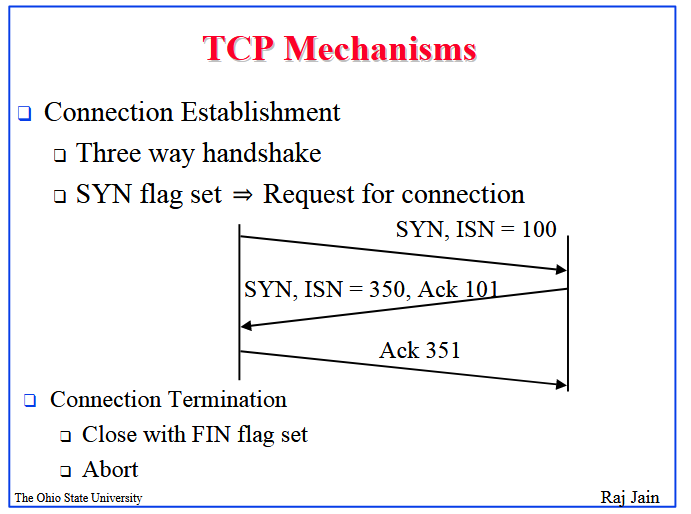 TCP Mechanisms
Connection Establishment
Three way handshake
SYN flag set ⇒ Request for connection
SYN, ISN = 100
SYN, ISN = 350, Ack 101
Ack 351
Connection Termination
Close with FIN flag set
Abort
The Ohio State University
Raj Jain